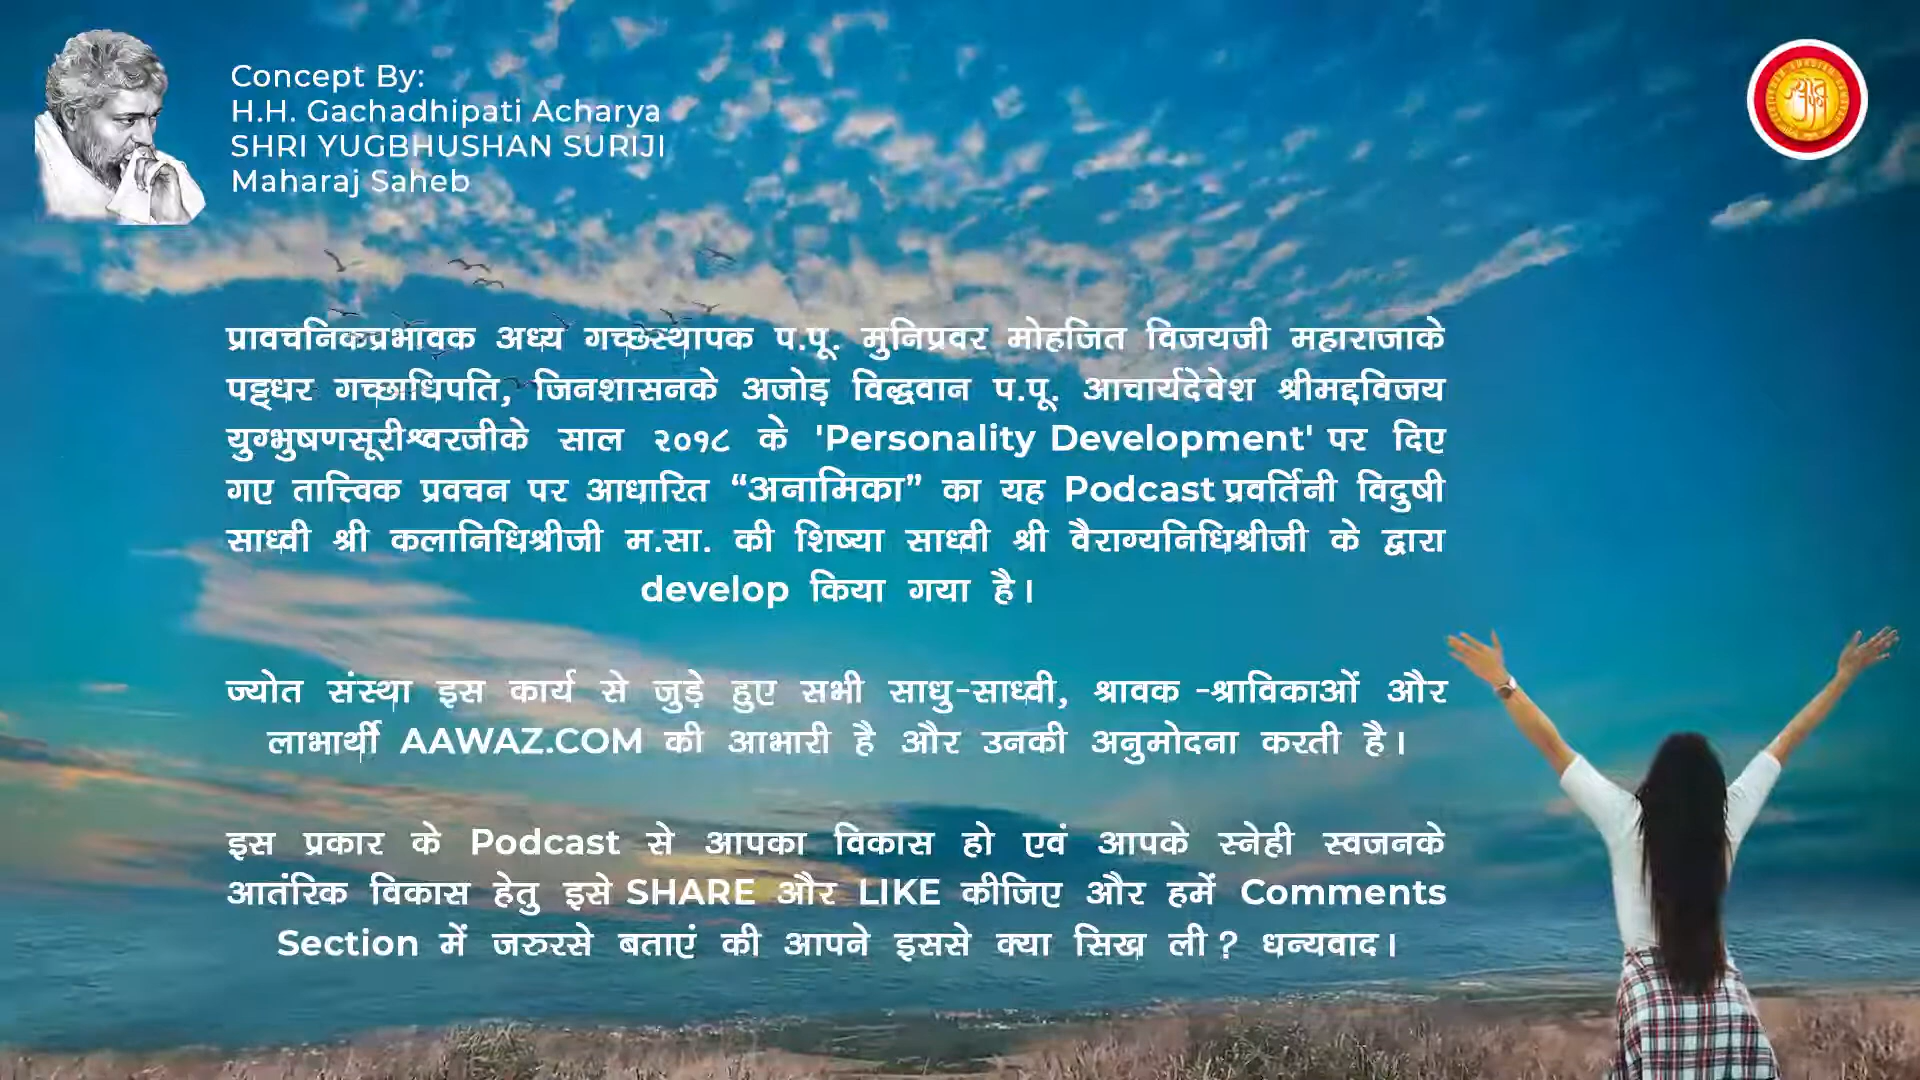 Concept By:
H.H. Gachadhipati Acharya
SHRI YUGBHUSHAN SURIJI
Maharaj Saheb
प्रावचनिकप्रभावक अध्य गच्छस्थापक प.पू. मुनिप्रवर मोहजित विजयजी महाराजाके
पट्टधर गच्छाधिपति, जिनशासनके अजोड़ विद्धवान प.पू. आचार्यदेवेश श्रीमद्दविजय
युगभुषणसूरीश्वरजीके साल २०१८ के 'Personality Development' पर दिए
गए तात्त्विक प्रवचन पर आधारित “अनामिका” का यह Podcast प्रवर्तिनी विदुषी
साध्वी श्री कलानिधिश्रीजी म.सा. की शिष्या साध्वी श्री वैराग्यनिधिश्रीजी के द्वारा
develop किया गया है।
ज्योत संस्था इस कार्य से जुड़े हुए सभी साधु-साध्वी, श्रावक -श्राविकाओं और
लाभार्थी AAWAZ.COM की आभारी है और उनकी अनुमोदना करती है।
इस प्रकार के Podcast से आपका विकास हो एवं आपके स्नेही स्वजनके
आतंरिक विकास हेतु इसे SHARE और LIKE कीजिए और हमें Comments
Section में जरुरसे बताएं की आपने इससे क्या सिख ली? धन्यवाद।